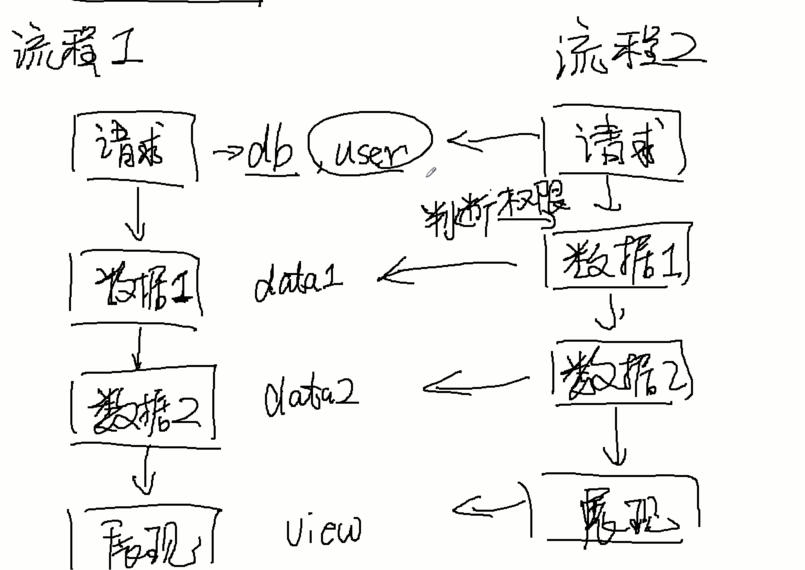 流程1 流程2
请求 → db , user ← 请求
判断权限
数据1 data1 ← 数据1
数据2 data2 ← 数据2
展现 view ← 展现